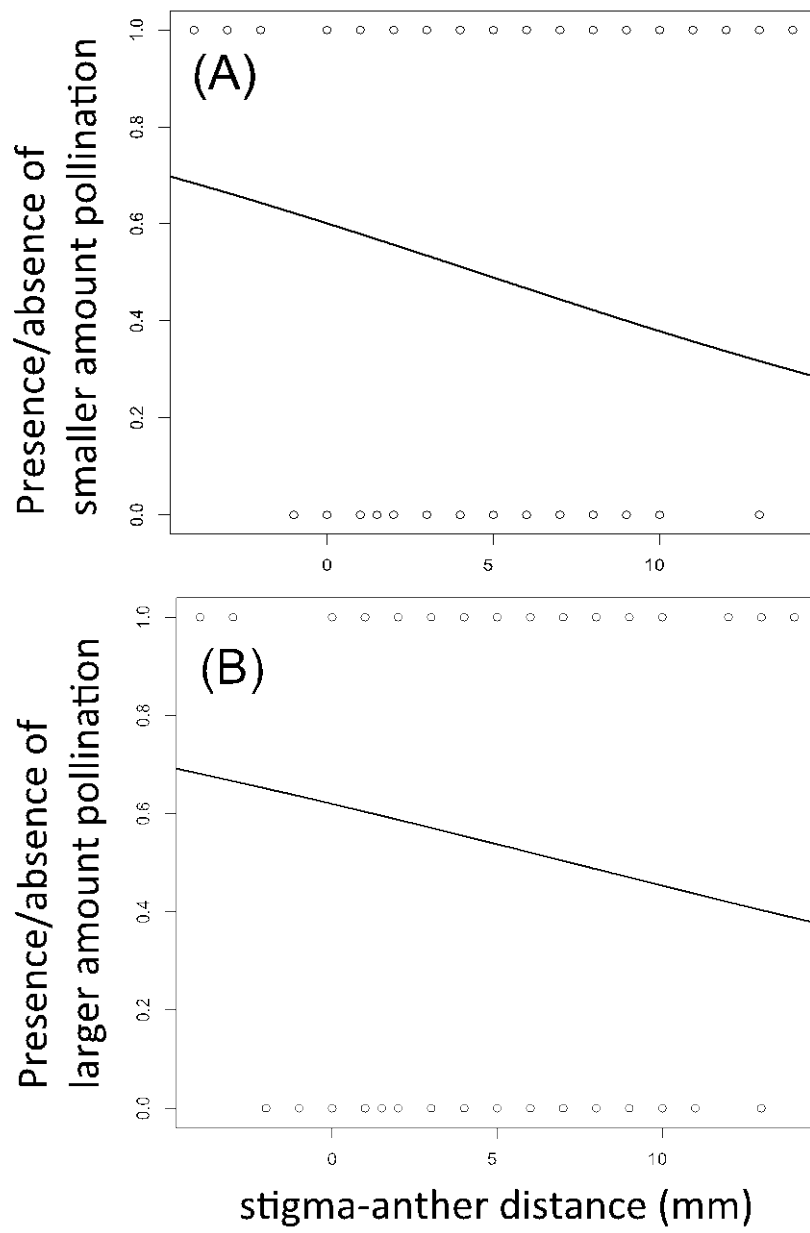 Presence/absence of
smaller amount pollination
(A)
1.0
0.8
0.6
0.4
0.2
0.0
0
5
10
Presence/absence of
larger amount pollination
(B)
1.0
0.8
0.6
0.4
0.2
0.0
0
5
10
stigma-anther distance (mm)